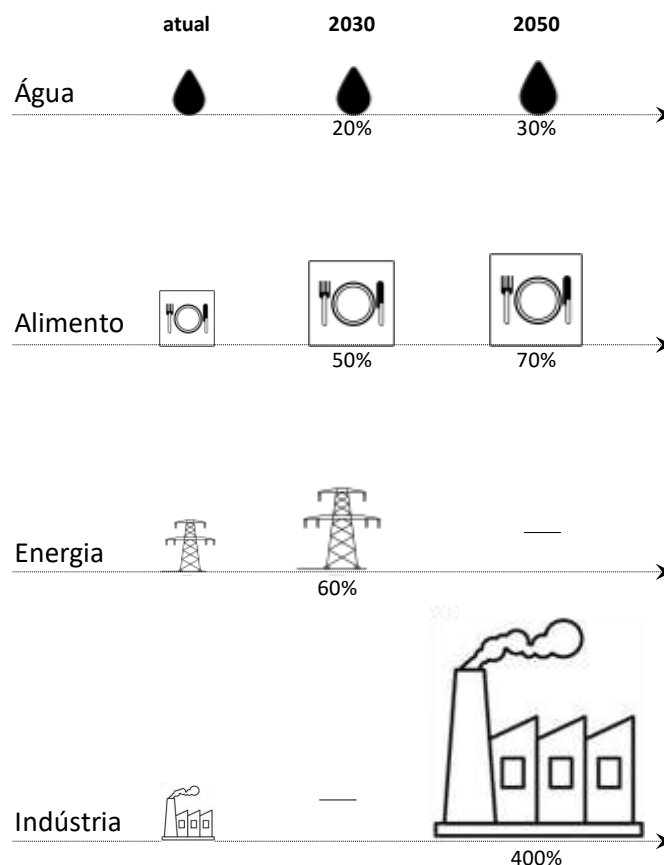 atual 2030 2050
Água
20% 30%
Alimento
50% 70%
Energia —
60%
Indústria —
400%